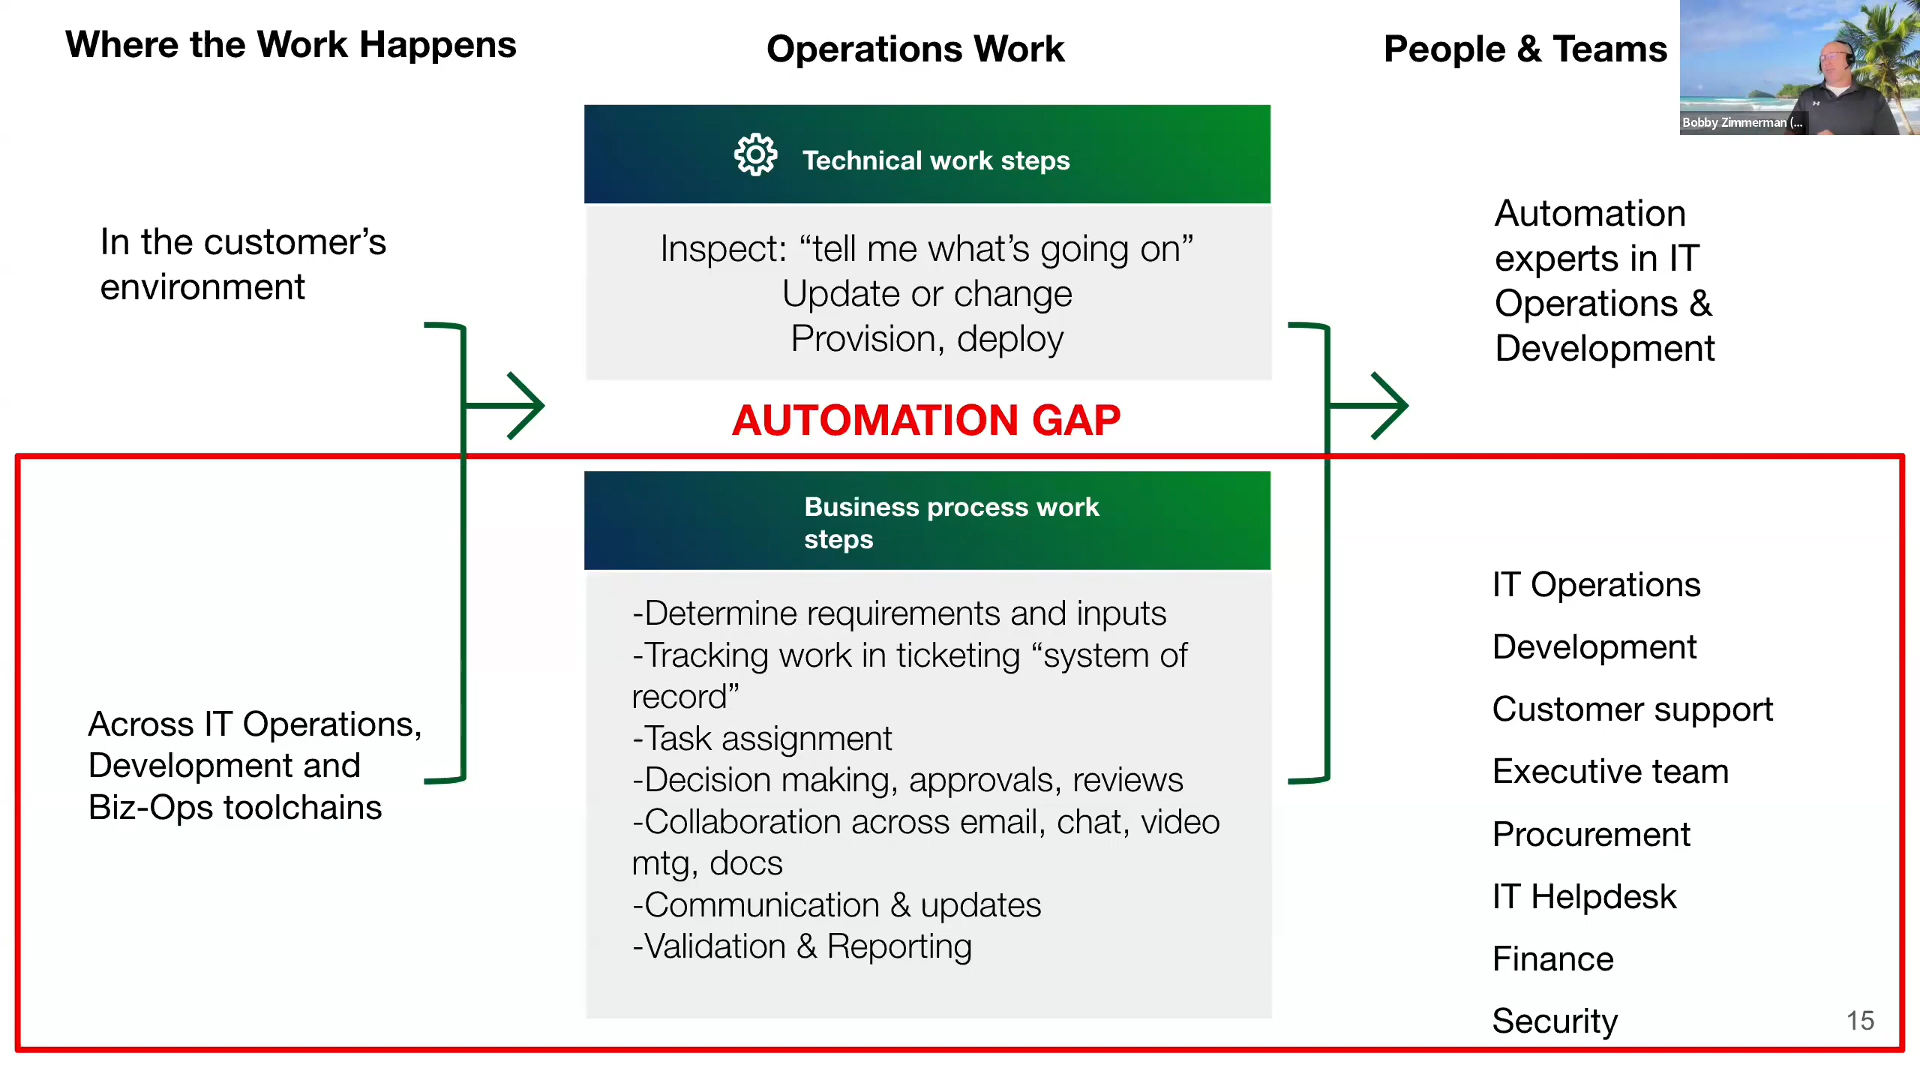 Where the Work Happens
Operations Work
People & Teams
Bobby Zimmerman (...
Technical work steps
In the customer’s
environment
Inspect: “tell me what’s going on”
Update or change
Provision, deploy
Automation
experts in IT
Operations &
Development
AUTOMATION GAP
Business process work
steps
Across IT Operations,
Development and
Biz-Ops toolchains
-Determine requirements and inputs
-Tracking work in ticketing “system of
record”
-Task assignment
-Decision making, approvals, reviews
-Collaboration across email, chat, video
mtg, docs
-Communication & updates
-Validation & Reporting
IT Operations
Development
Customer support
Executive team
Procurement
IT Helpdesk
Finance
Security
15